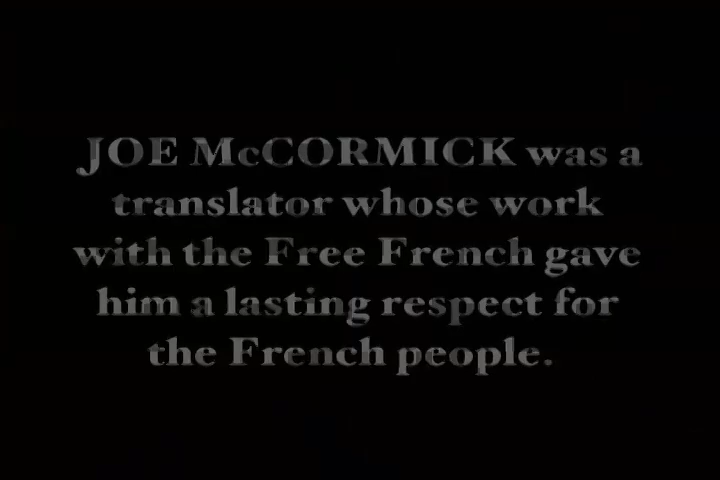 JOE McCORMICK was a
translator whose work
with the Free French gave
him a lasting respect for
the French people.